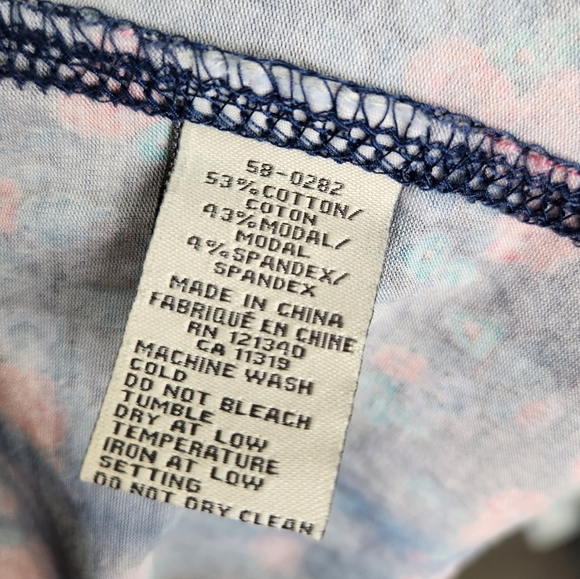 58-0282
53%COTTON/
COTON
43%MODAL/
MODAL
4%SPANDEX/
SPANDEX
MADE IN CHINA
FABRIQUÉ EN CHINE
RN 121340
CA 11319
MACHINE WASH
COLD
DO NOT BLEACH
TUMBLE
DRY AT LOW
TEMPERATURE
IRON AT LOW
SETTING
DO NOT DRY CLEAN